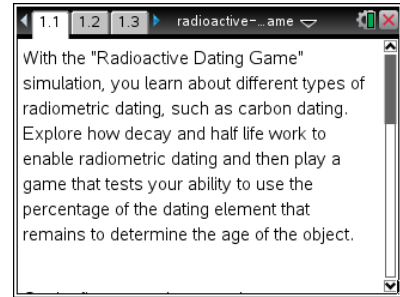 1.1 1.2 1.3 radioactive-...ame
With the "Radioactive Dating Game"
simulation, you learn about different types of
radiometric dating, such as carbon dating.
Explore how decay and half life work to
enable radiometric dating and then play a
game that tests your ability to use the
percentage of the dating element that
remains to determine the age of the object.